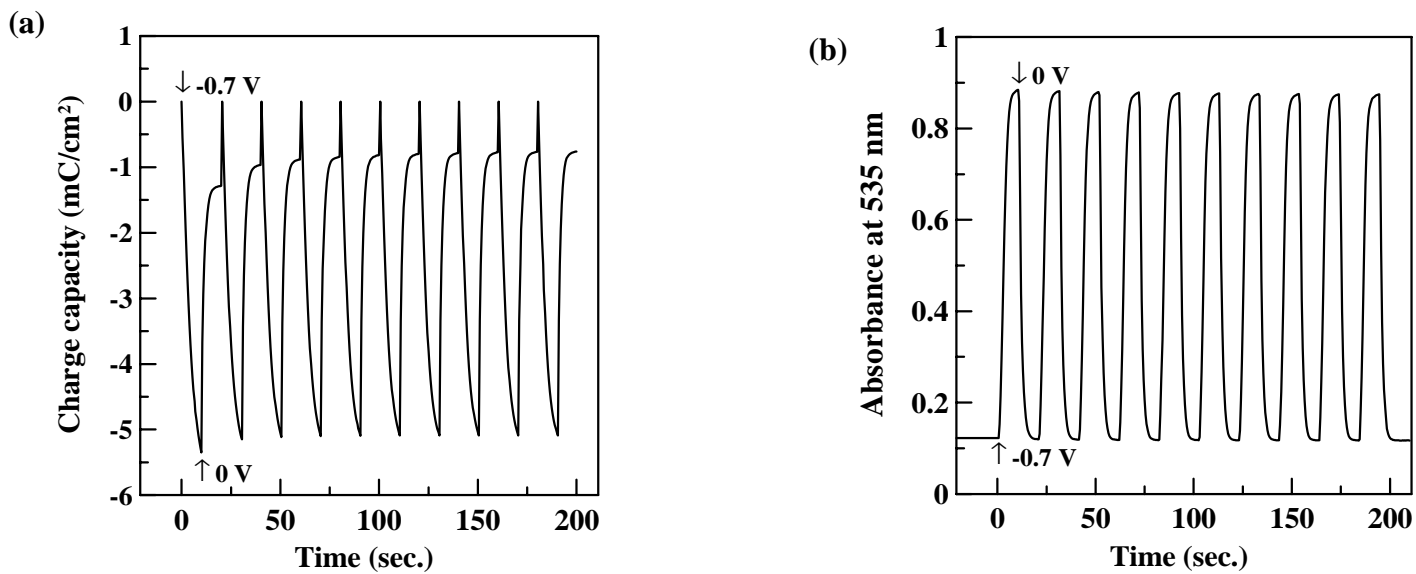 (a)
1
0
-1
-2
-3
-4
-5
-6
↓ -0.7 V
↑ 0 V
Charge capacity (mC/cm²)
0 50 100 150 200
Time (sec.)
(b)
1
0.8
0.6
0.4
0.2
0
↓ 0 V
↑ -0.7 V
Absorbance at 535 nm
0 50 100 150 200
Time (sec.)